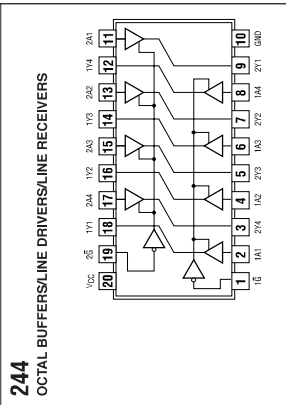 244
OCTAL BUFFERS/LINE DRIVERS/LINE RECEIVERS
VCC 2G̅ 1Y1 2A4 1Y2 2A3 1Y3 2A2 1Y4 2A1
20 19 18 17 16 15 14 13 12 11
1 2 3 4 5 6 7 8 9 10
1G̅ 1A1 2Y4 1A2 2Y3 1A3 2Y2 1A4 2Y1 GND